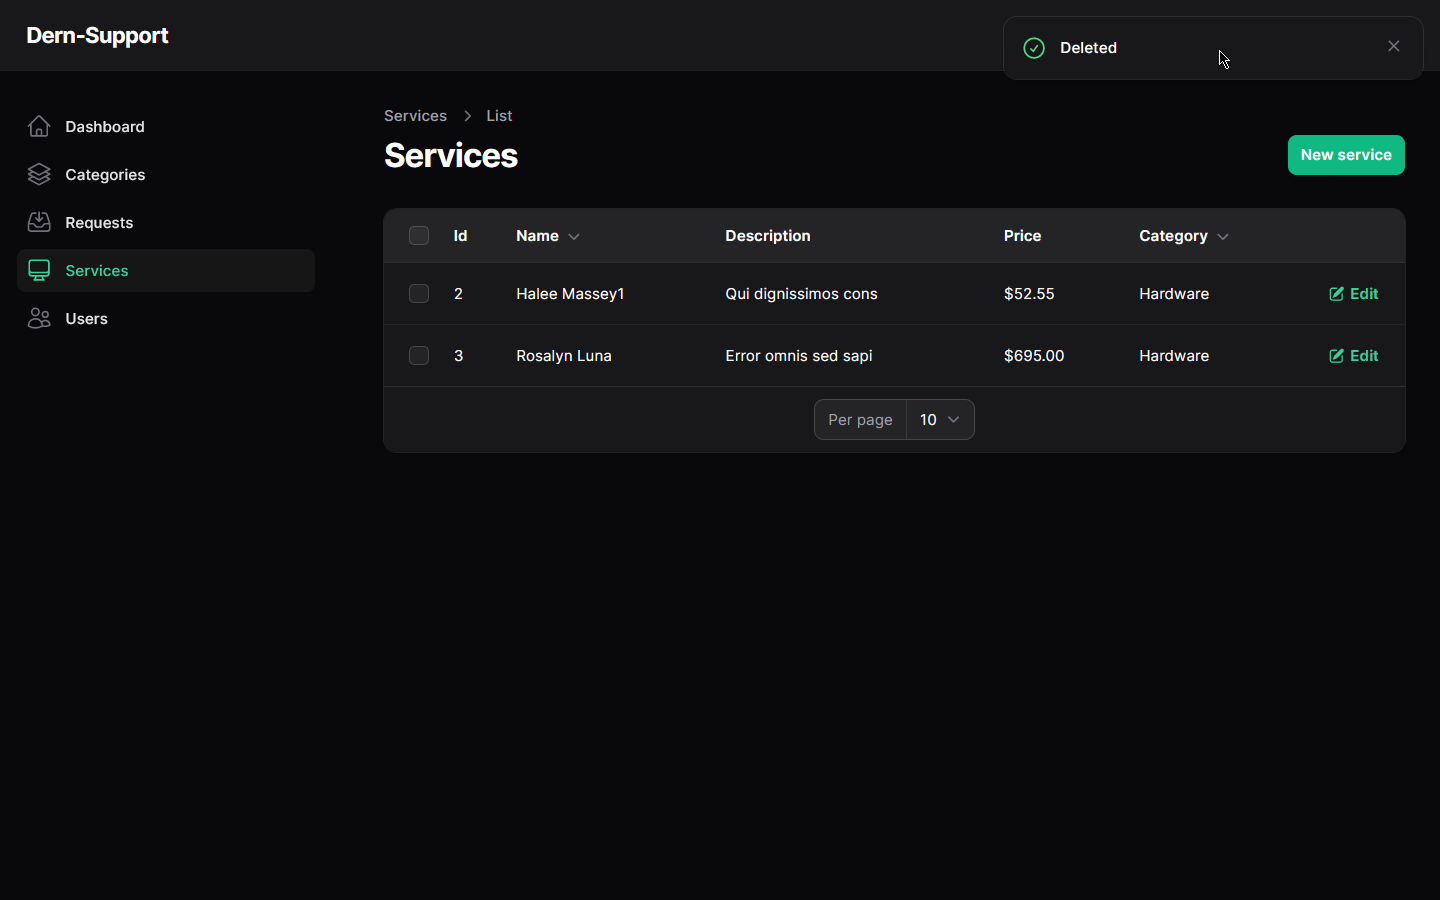 Dern-Support
Deleted
Dashboard
Categories
Requests
Services
Users
Services > List
Services
New service
Id Name Description Price Category
2 Halee Massey1 Qui dignissimos cons $52.55 Hardware Edit
3 Rosalyn Luna Error omnis sed sapi $695.00 Hardware Edit
Per page 10